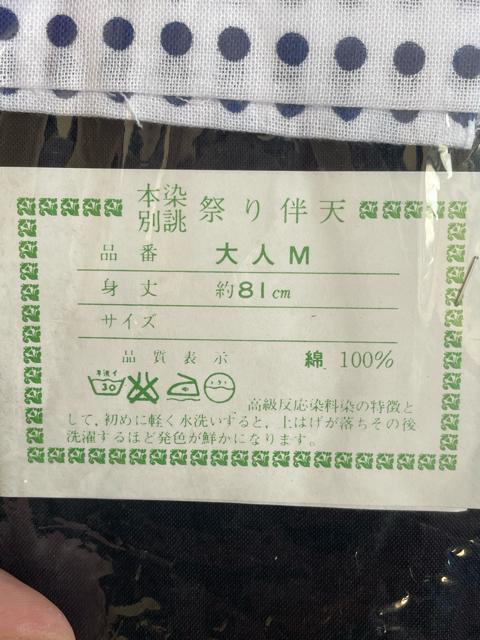 本染
別誂 祭り伴天
品番 大人M
身丈 約81cm
サイズ
品質表示 綿 100%
手洗イ
30
高級反応染料染の特徴と
して,初めに軽く水洗いすると、上はげが落ちその後
洗濯するほど発色が鮮かになります。